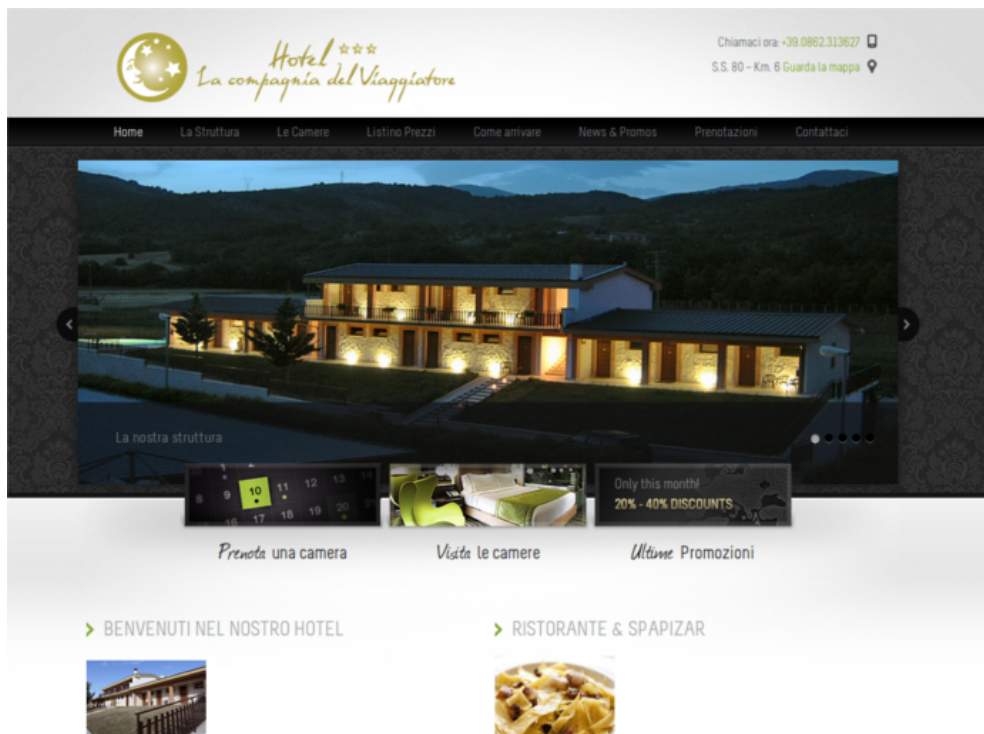 Hotel ★★★
La compagnia del Viaggiatore
Chiamaci ora: +39.0862.313627
S.S. 80 – Km. 6 Guarda la mappa
Home La Struttura Le Camere Listino Prezzi Come arrivare News & Promos Prenotazioni Contattaci
La nostra struttura
8 9 10 11 12 13
16 17 18 19 20
Only this month!
20% - 40% DISCOUNTS
Prenota una camera
Visita le camere
Ultime Promozioni
BENVENUTI NEL NOSTRO HOTEL
RISTORANTE & SPAPIZAR